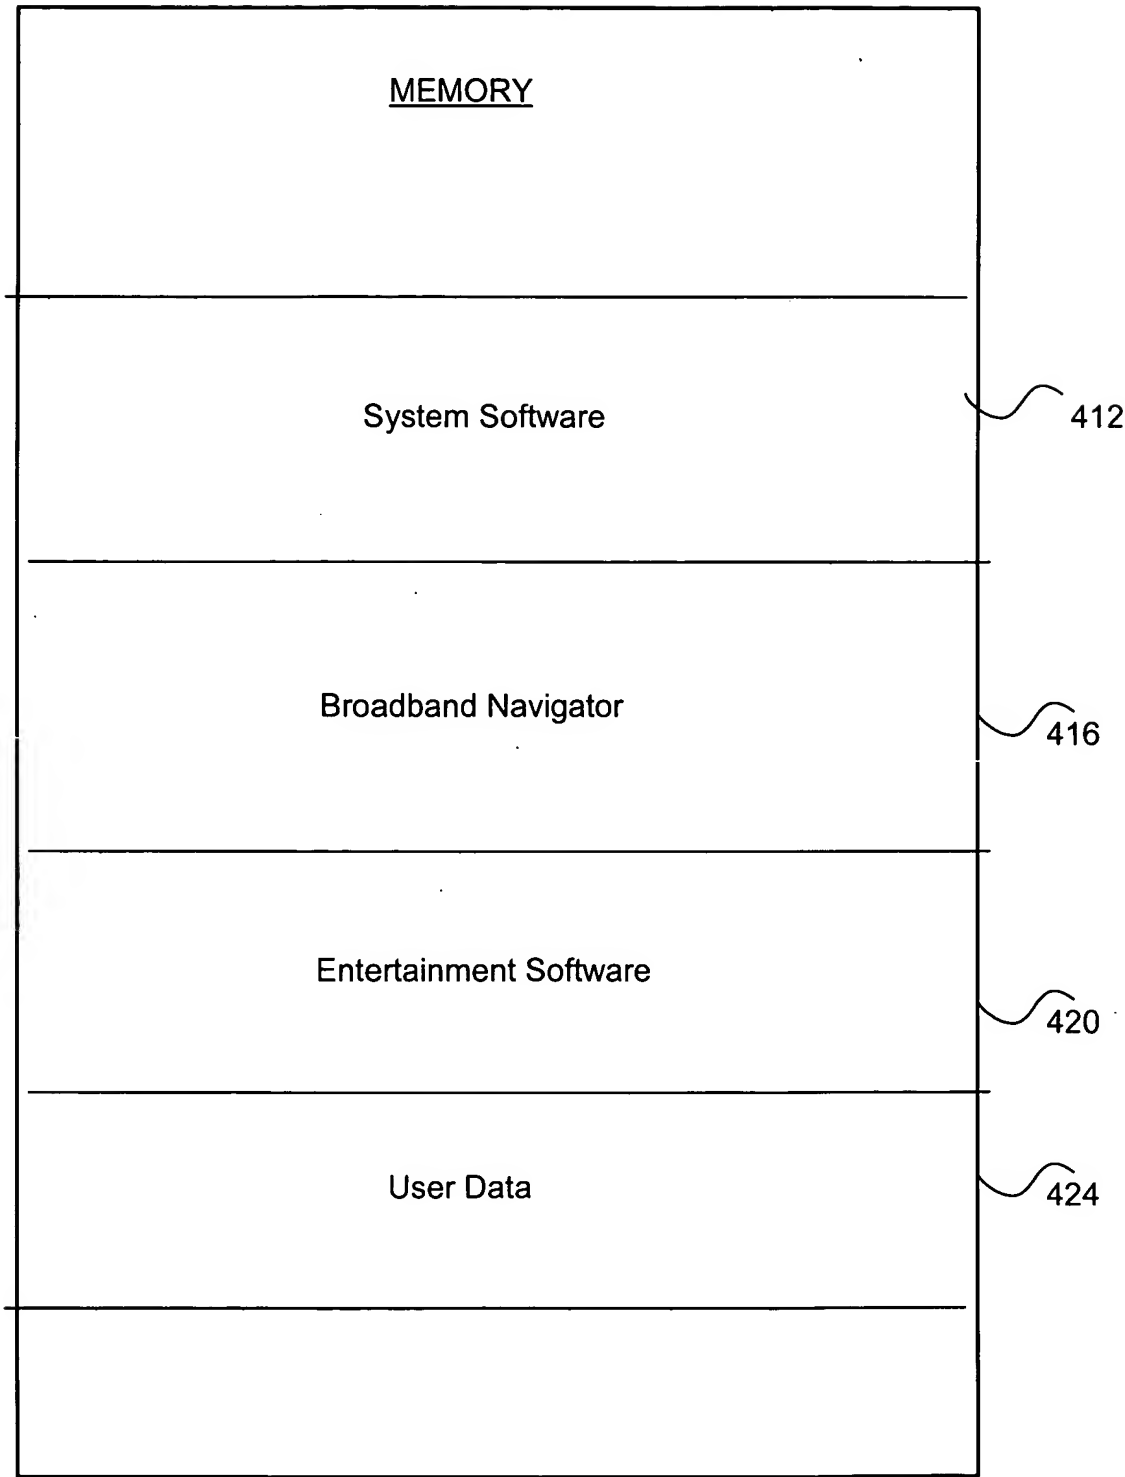 MEMORY
System Software
412
Broadband Navigator
416
Entertainment Software
420
User Data
424